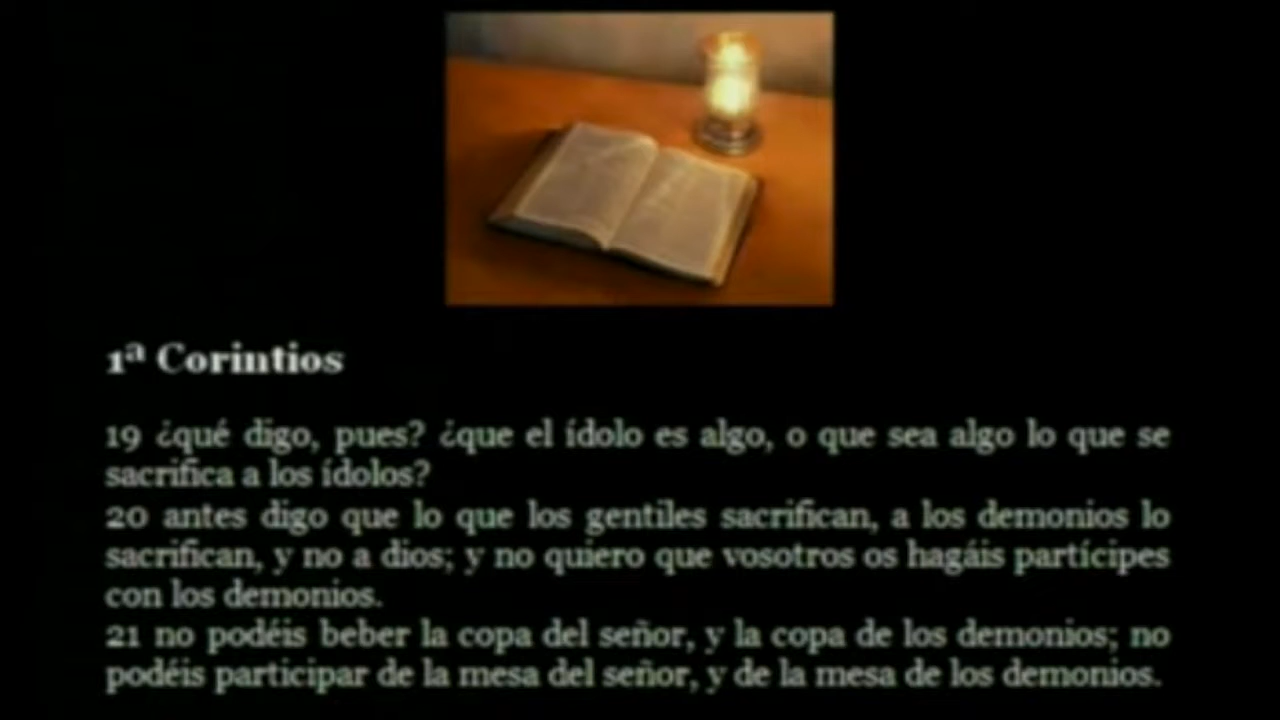 1ª Corintios
19 ¿qué digo, pues? ¿que el ídolo es algo, o que sea algo lo que se
sacrifica a los ídolos?
20 antes digo que lo que los gentiles sacrifican, a los demonios lo
sacrifican, y no a dios; y no quiero que vosotros os hagáis partícipes
con los demonios.
21 no podéis beber la copa del señor, y la copa de los demonios; no
podéis participar de la mesa del señor, y de la mesa de los demonios.